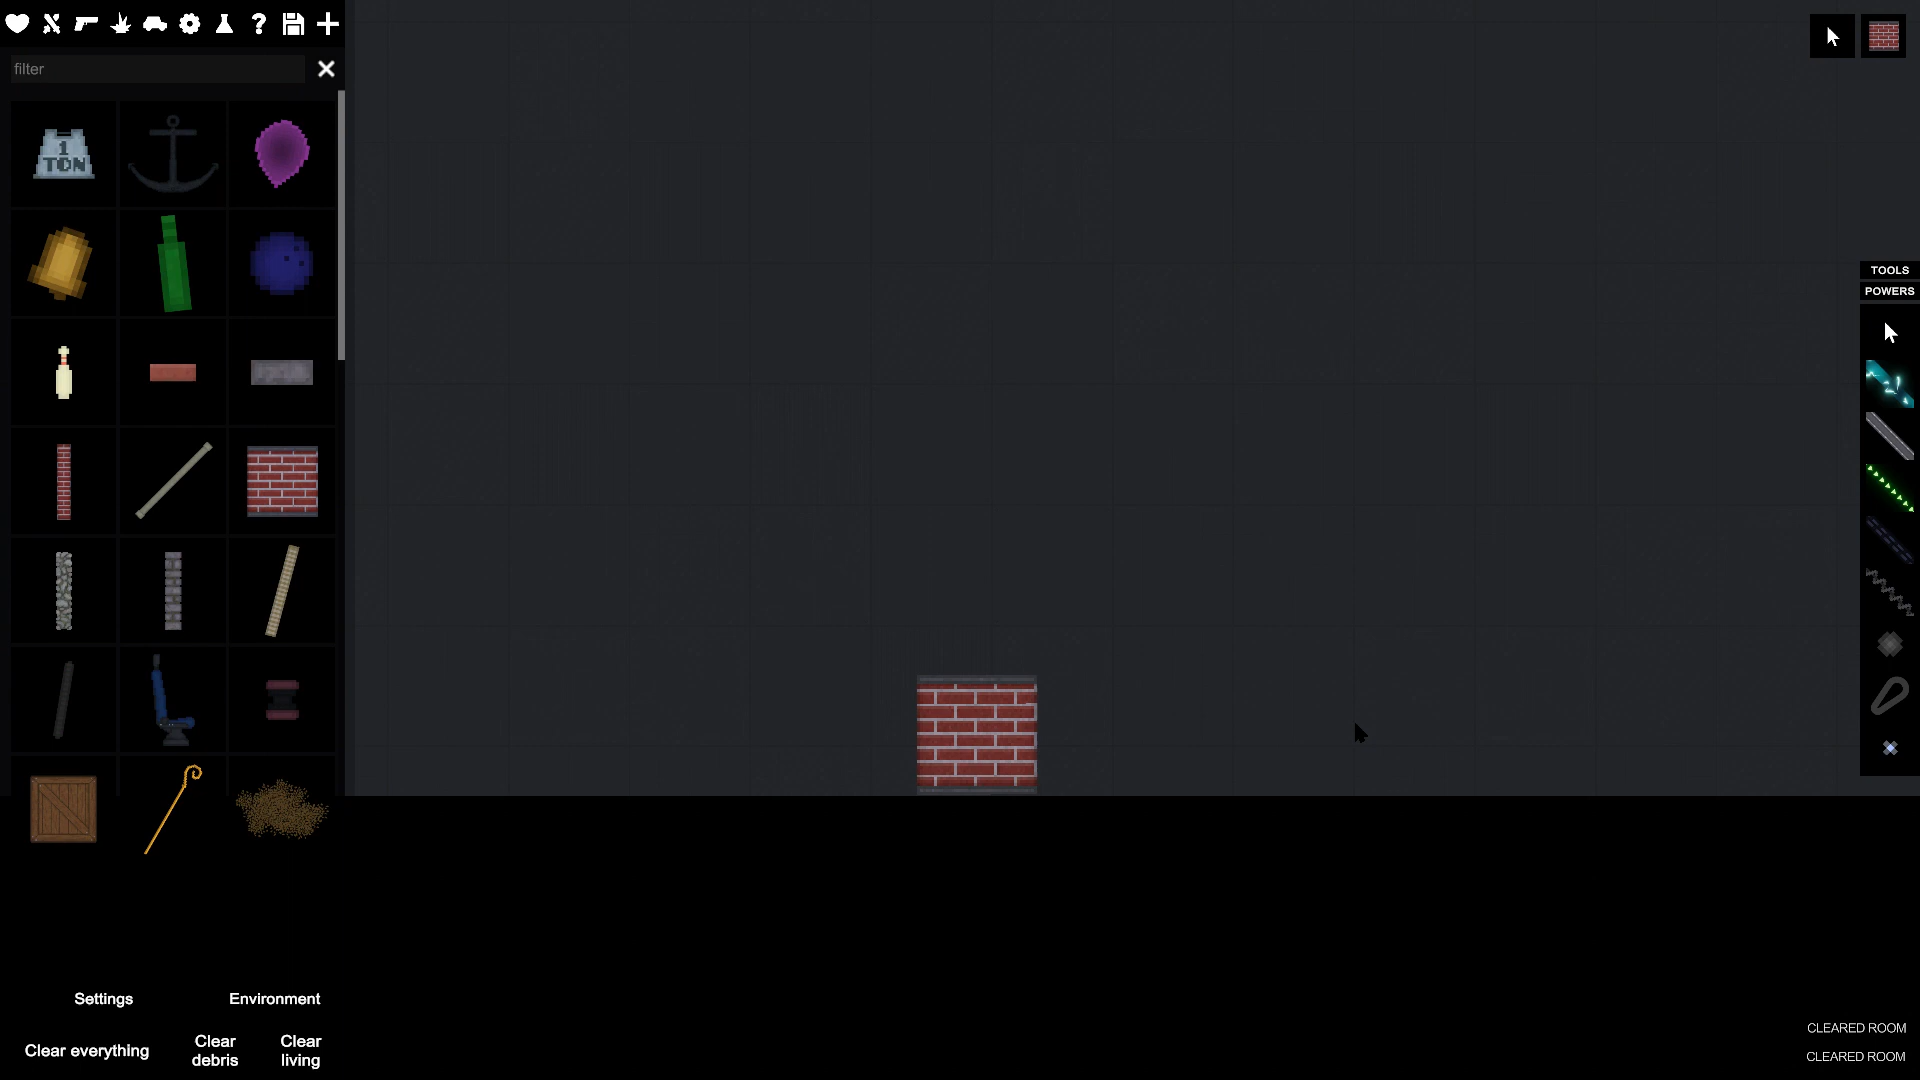 filter
1
TON
TOOLS
POWERS
Settings
Environment
Clear everything
Clear
debris
Clear
living
CLEARED ROOM
CLEARED ROOM